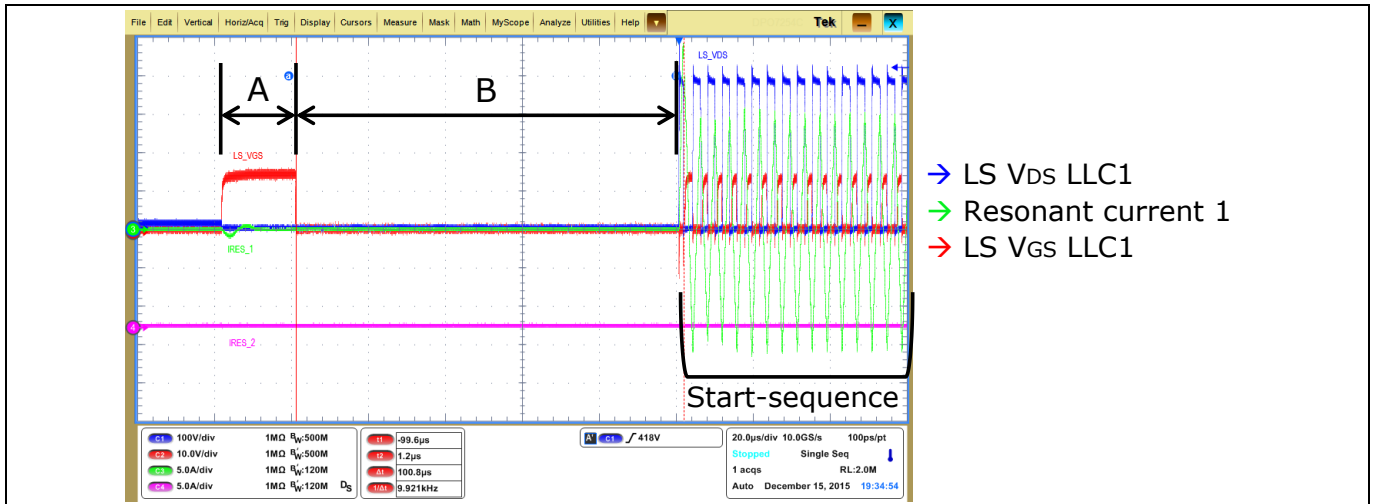 File Edit Vertical Horiz/Acq Trig Display Cursors Measure Mask Math MyScope Analyze Utilities Help Tek X
LS_VDS
a
A B
LS_VGS
→ LS VDS LLC1
→ Resonant current 1
→ LS VGS LLC1
3
IRES_1
4
IRES_2
Start-sequence
C1 100V/div 1MΩ BW:500M
C2 10.0V/div 1MΩ BW:500M
C3 5.0A/div 1MΩ BW:120M
C4 5.0A/div 1MΩ BW:120M DS
t1 -99.6µs
t2 1.2µs
Δt 100.8µs
1/Δt 9.921kHz
A' C1 418V
20.0µs/div 10.0GS/s 100ps/pt
Stopped Single Seq
1 acqs RL:2.0M
Auto December 15, 2015 19:34:54